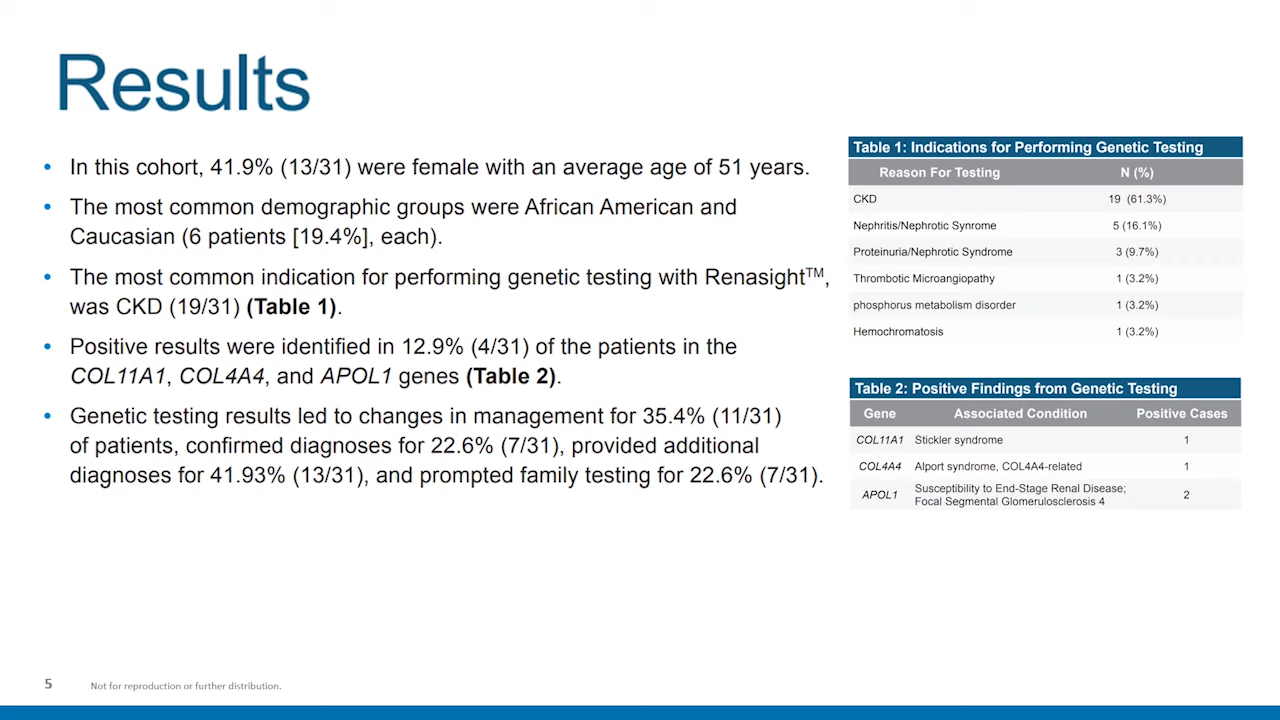 Results
• In this cohort, 41.9% (13/31) were female with an average age of 51 years.
• The most common demographic groups were African American and
Caucasian (6 patients [19.4%], each).
• The most common indication for performing genetic testing with Renasight™,
was CKD (19/31) (Table 1).
• Positive results were identified in 12.9% (4/31) of the patients in the
COL11A1, COL4A4, and APOL1 genes (Table 2).
• Genetic testing results led to changes in management for 35.4% (11/31)
of patients, confirmed diagnoses for 22.6% (7/31), provided additional
diagnoses for 41.93% (13/31), and prompted family testing for 22.6% (7/31).
Table 1: Indications for Performing Genetic Testing
Reason For Testing N (%)
CKD 19 (61.3%)
Nephritis/Nephrotic Synrome 5 (16.1%)
Proteinuria/Nephrotic Syndrome 3 (9.7%)
Thrombotic Microangiopathy 1 (3.2%)
phosphorus metabolism disorder 1 (3.2%)
Hemochromatosis 1 (3.2%)
Table 2: Positive Findings from Genetic Testing
Gene Associated Condition Positive Cases
COL11A1 Stickler syndrome 1
COL4A4 Alport syndrome, COL4A4-related 1
APOL1 Susceptibility to End-Stage Renal Disease;
Focal Segmental Glomerulosclerosis 4 2
5 Not for reproduction or further distribution.